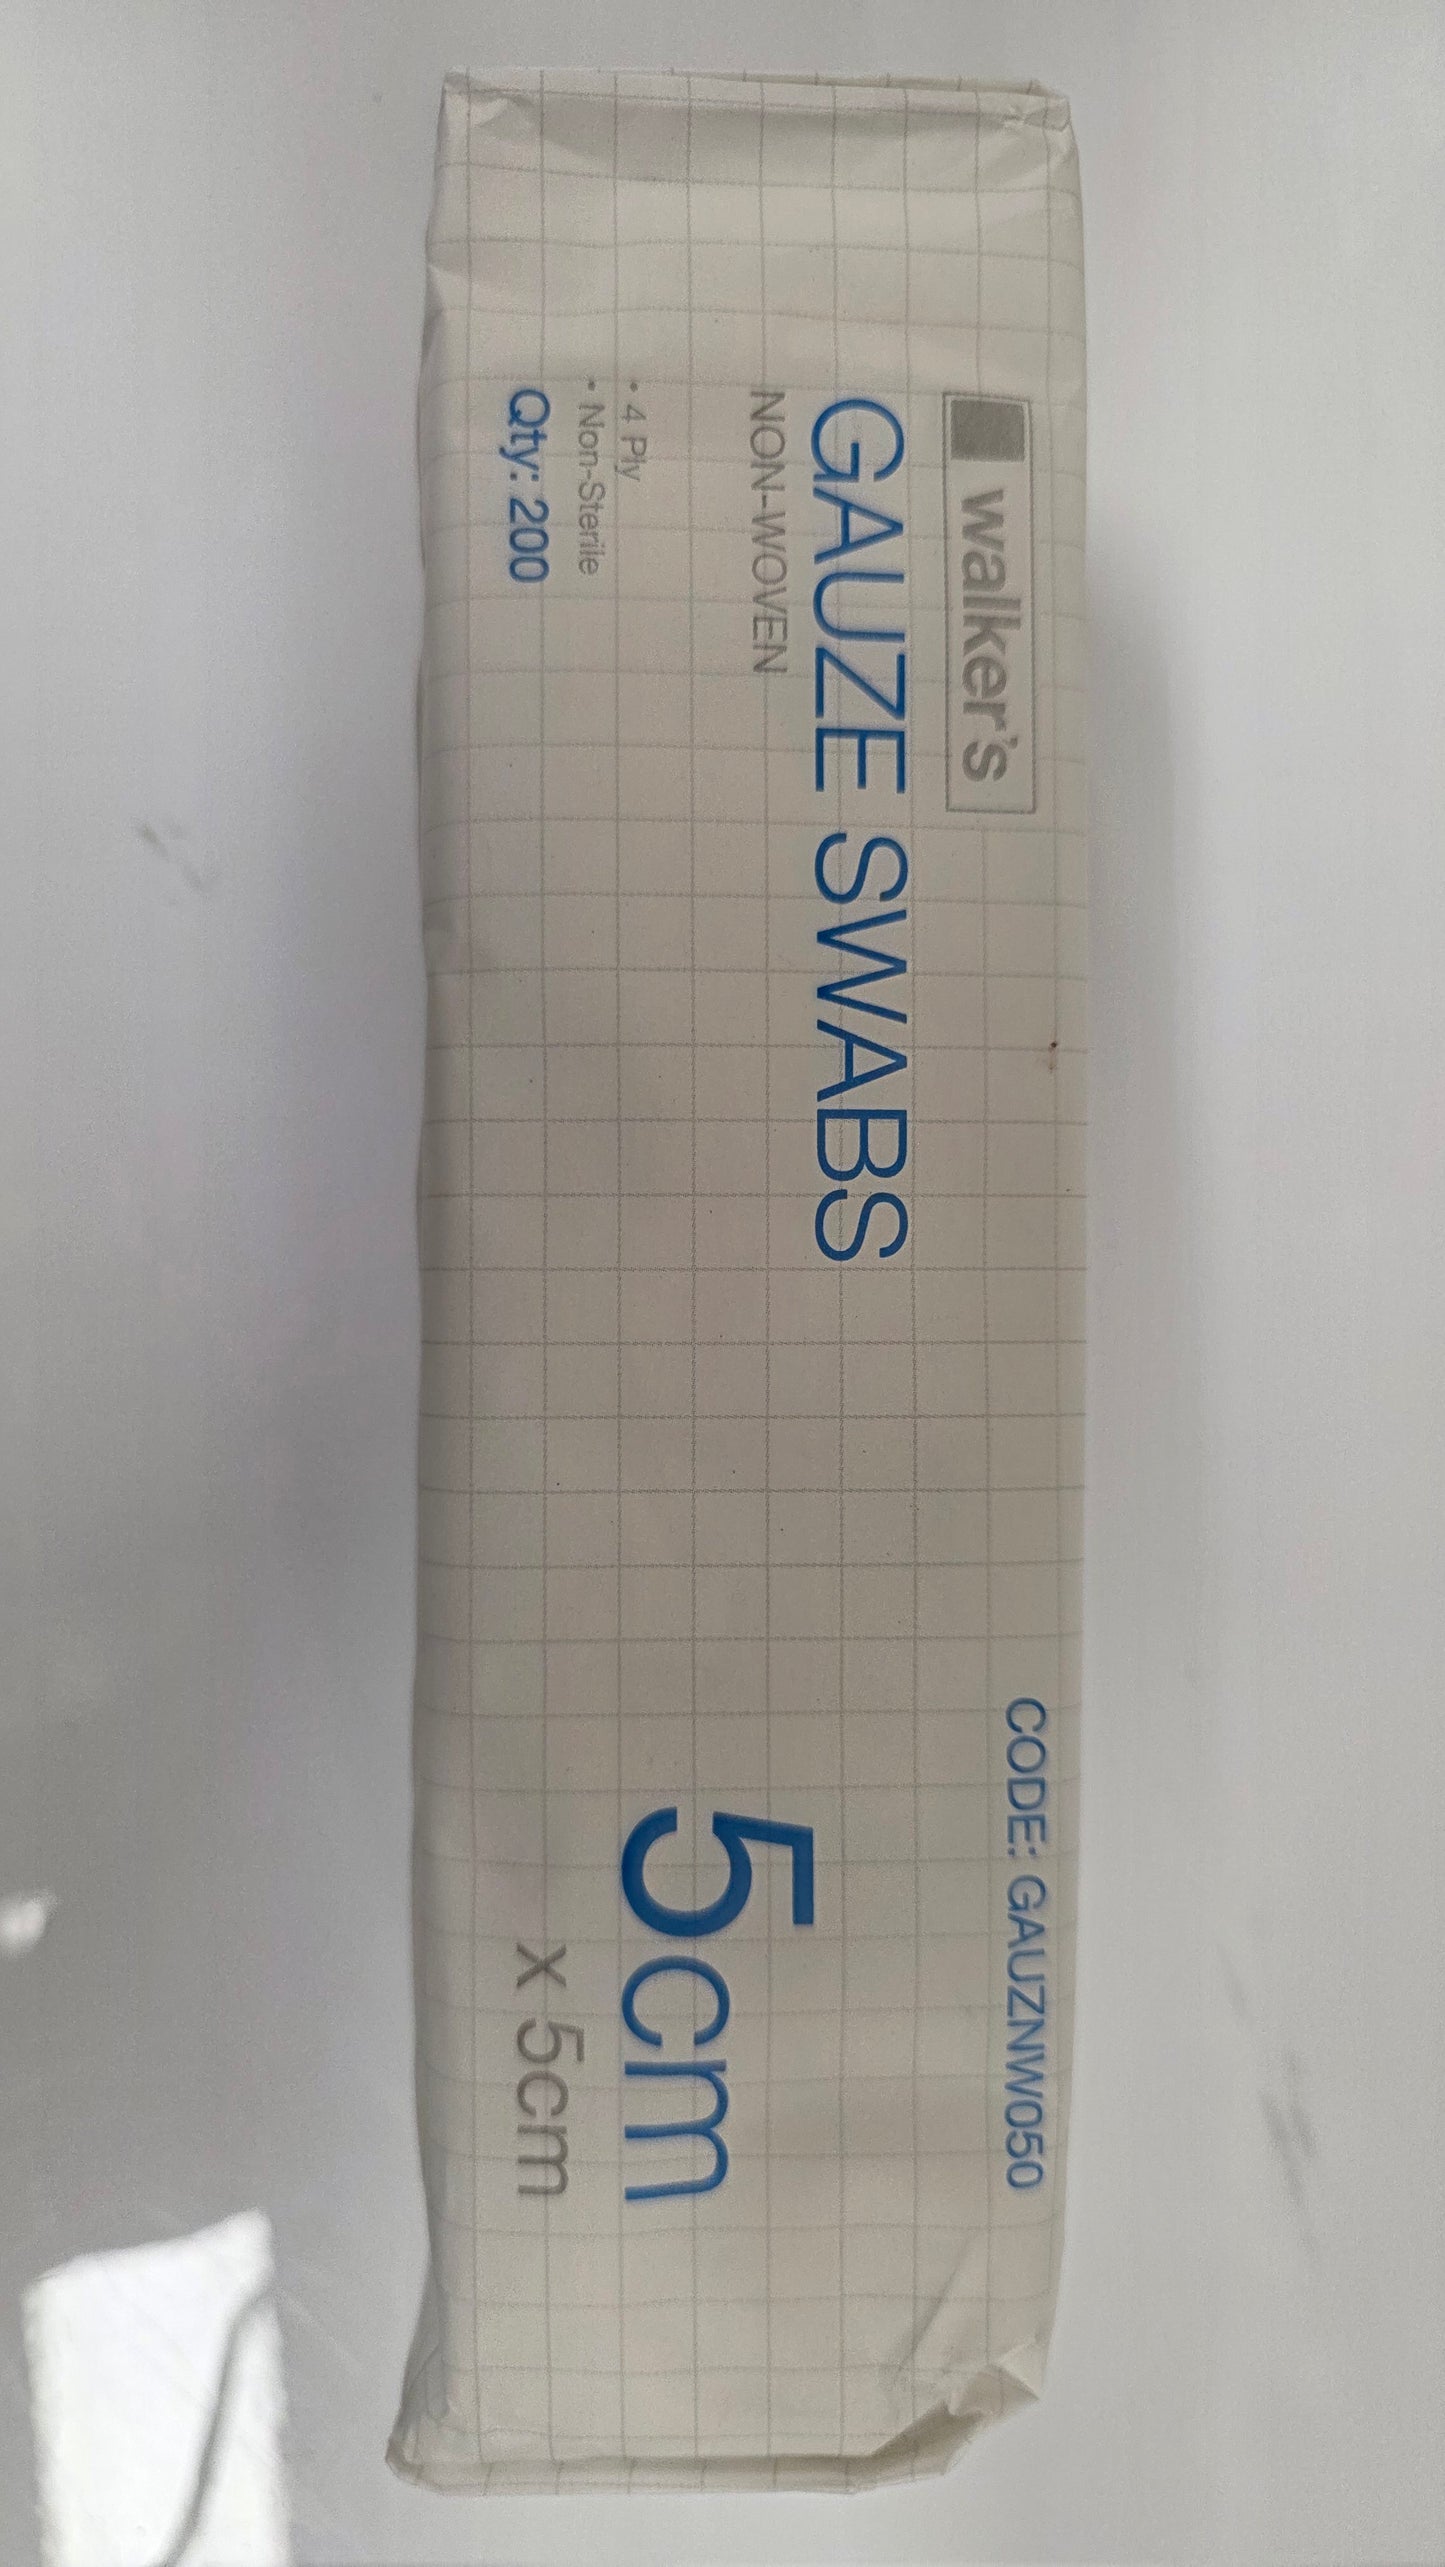 walker's
CODE: GAUZNW050
GAUZE SWABS
NON-WOVEN
5cm
x 5cm
• 4 Ply
• Non-Sterile
Qty: 200